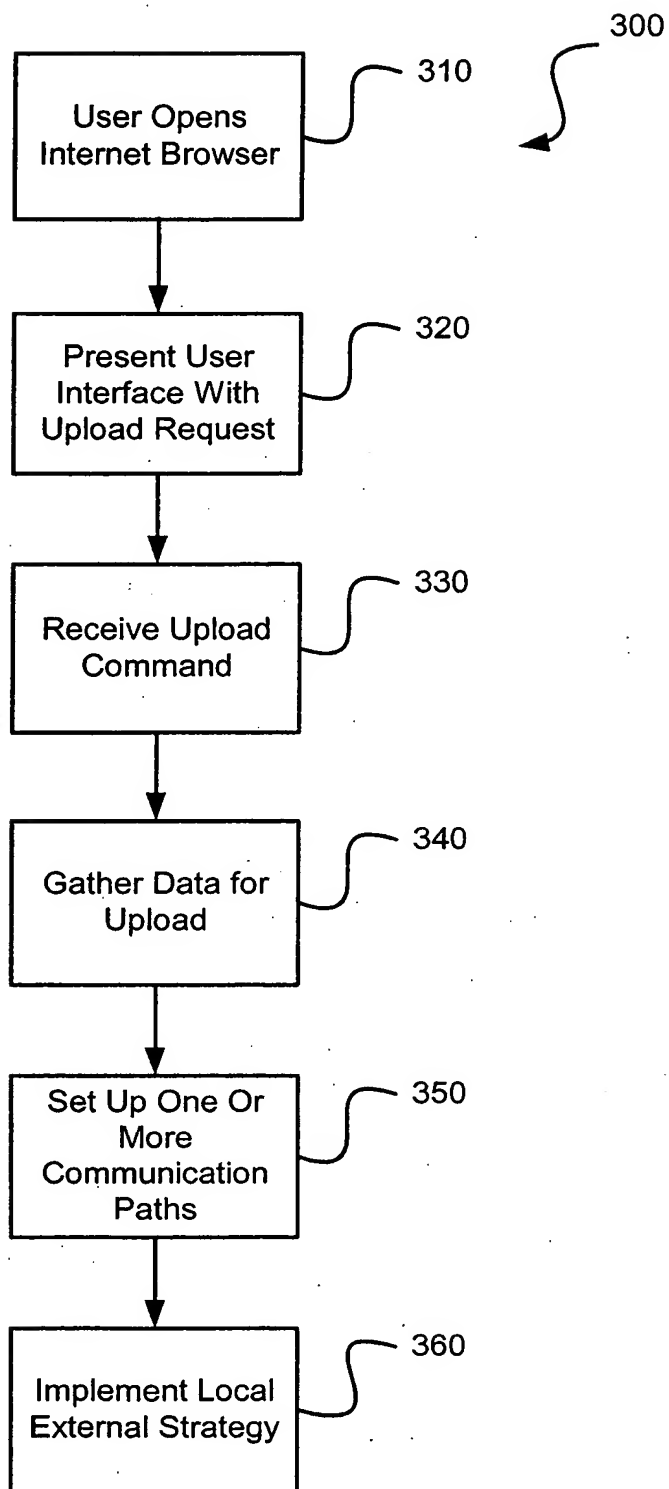 300
310
User Opens
Internet Browser
320
Present User
Interface With
Upload Request
330
Receive Upload
Command
340
Gather Data for
Upload
350
Set Up One Or
More
Communication
Paths
360
Implement Local
External Strategy